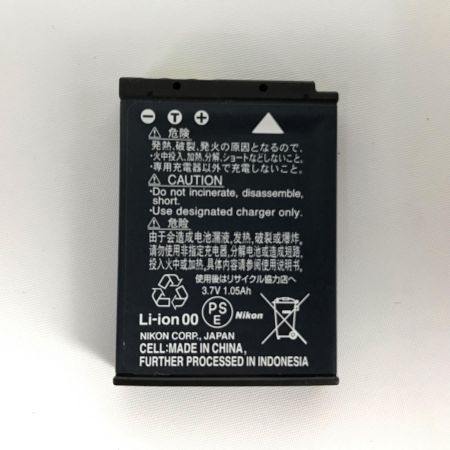 ⊖ Ⓣ ⊕
⚠危険
発熱、破裂、発火の原因となるので、
・火中投入、加熱、分解、ショートなどしないこと。
・専用充電器以外で充電しないこと。
⚠CAUTION
•Do not incinerate, disassemble,
short.
•Use designated charger only.
⚠危险
由于会造成电池漏液、发热、破裂或爆炸。
请勿使用非指定充电器、分解电池或造成短路、
投入火中或加热。使用前请参阅使用说明书。
使用後はリサイクル協力店へ
3.7V 1.05Ah
Li-ion 00 PSE Nikon
NIKON CORP., JAPAN
CELL:MADE IN CHINA,
FURTHER PROCESSED IN INDONESIA